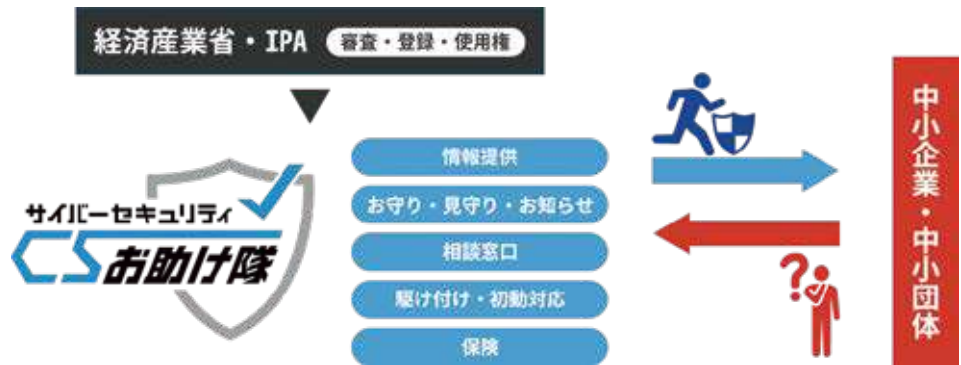 経済産業省・IPA 審査・登録・使用権
サイバーセキュリティ
CSお助け隊
情報提供
お守り・見守り・お知らせ
相談窓口
駆け付け・初動対応
保険
?
中小企業・中小団体